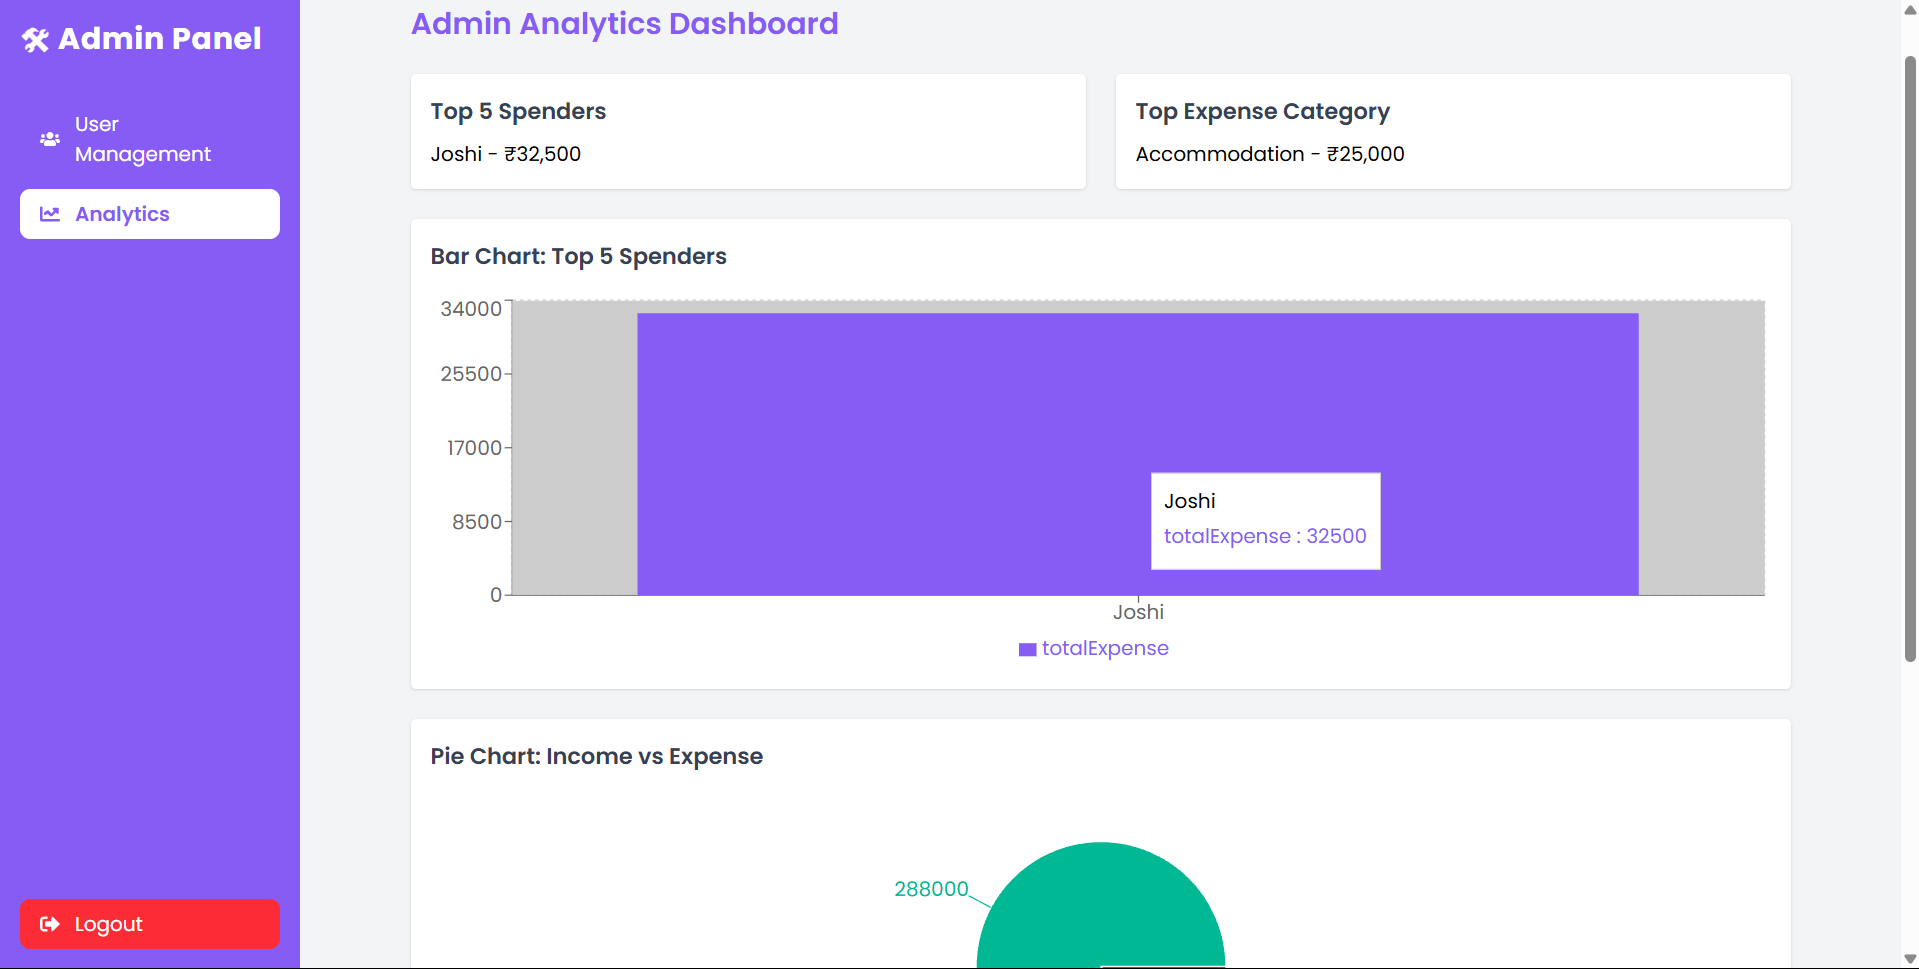 Admin Panel
User
Management
Analytics
Logout
Admin Analytics Dashboard
Top 5 Spenders
Joshi - ₹32,500
Top Expense Category
Accommodation - ₹25,000
Bar Chart: Top 5 Spenders
34000
25500
17000
8500
0
Joshi
totalExpense : 32500
Joshi
totalExpense
Pie Chart: Income vs Expense
288000